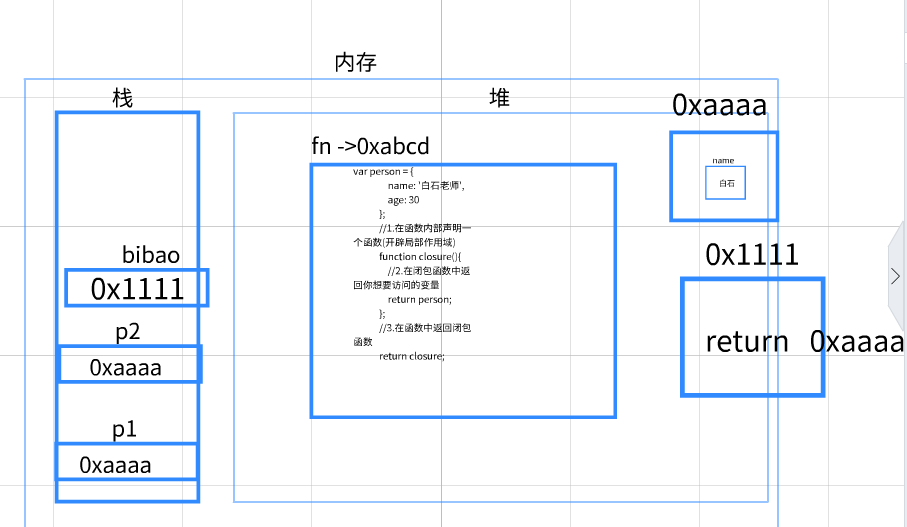 内存
栈
堆
0xaaaa
fn ->0xabcd
name
白石
var person = {
name: '白石老师',
age: 30
};
//1.在函数内部声明一
个函数(开辟局部作用域)
function closure(){
//2.在闭包函数中返
回你想要访问的变量
return person;
};
//3.在函数中返回闭包
函数
return closure;
0x1111
return 0xaaaa
bibao
0x1111
p2
0xaaaa
p1
0xaaaa